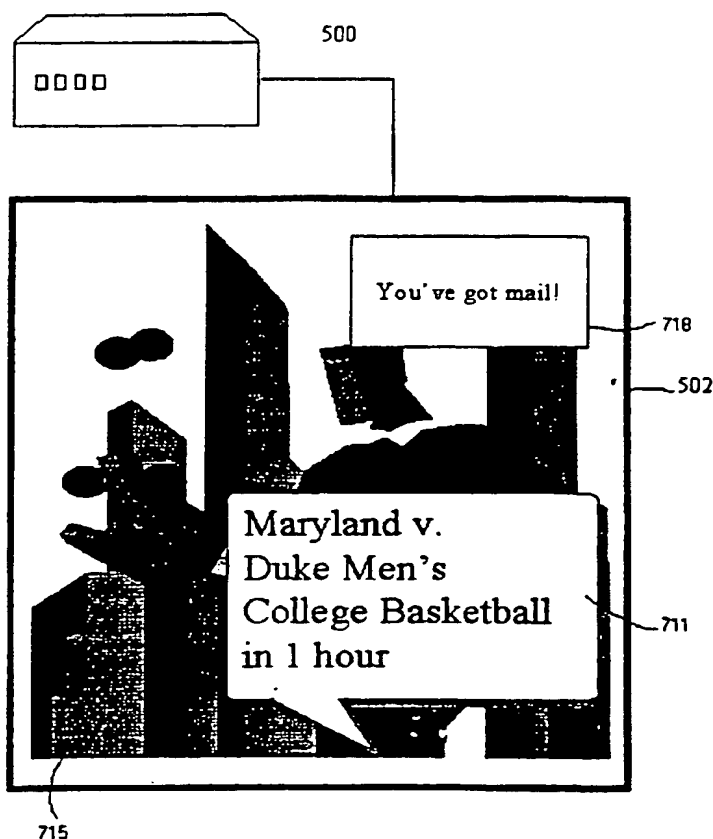 500
You've got mail!
718
502
Maryland v.
Duke Men's
College Basketball
in 1 hour
711
715